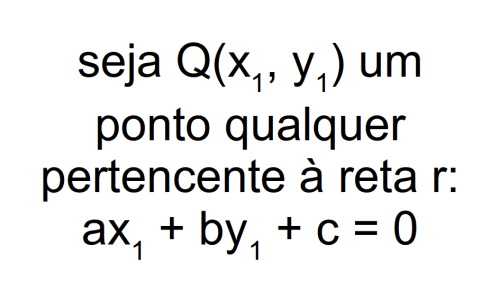 seja Q(x₁, y₁) um
ponto qualquer
pertencente à reta r:
ax₁ + by₁ + c = 0